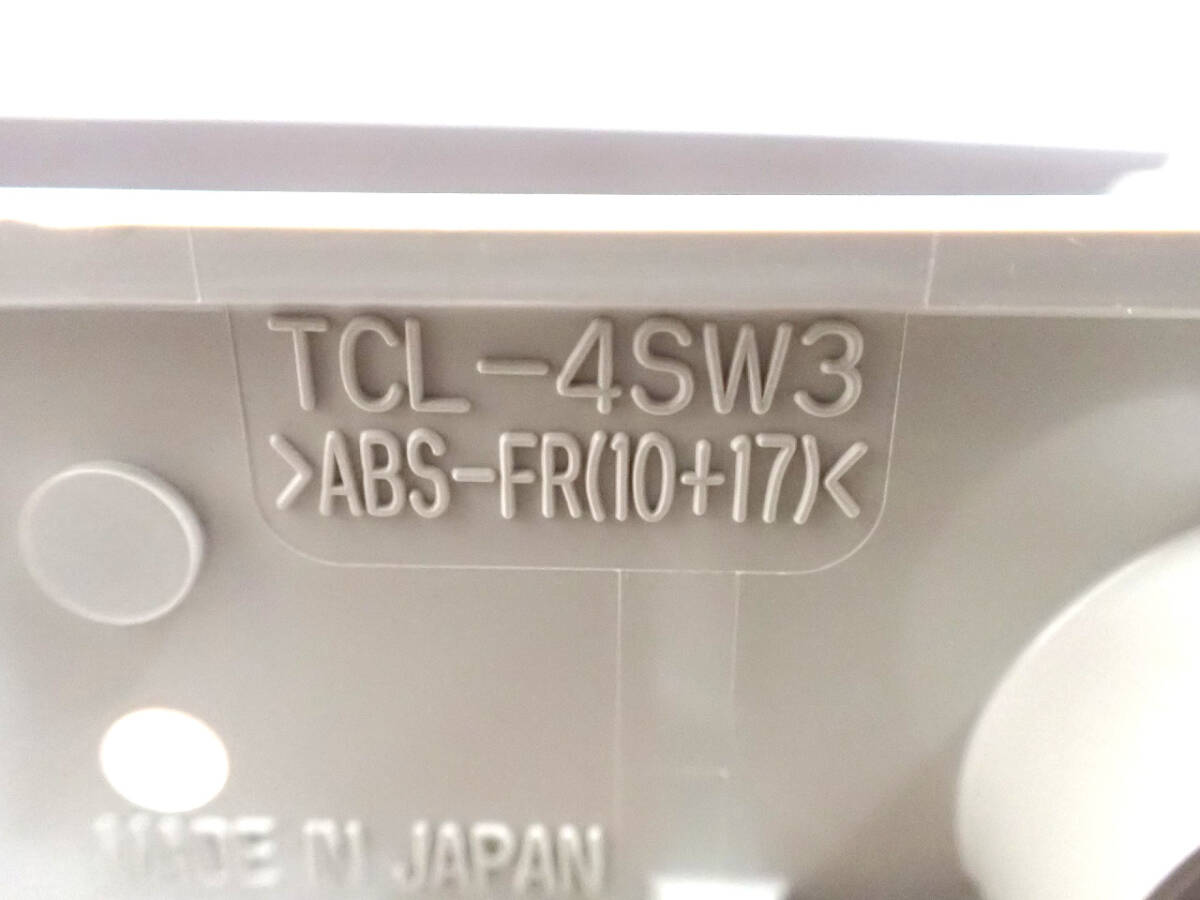 TCL-4SW3
>ABS-FR(10+17)<
MADE IN JAPAN